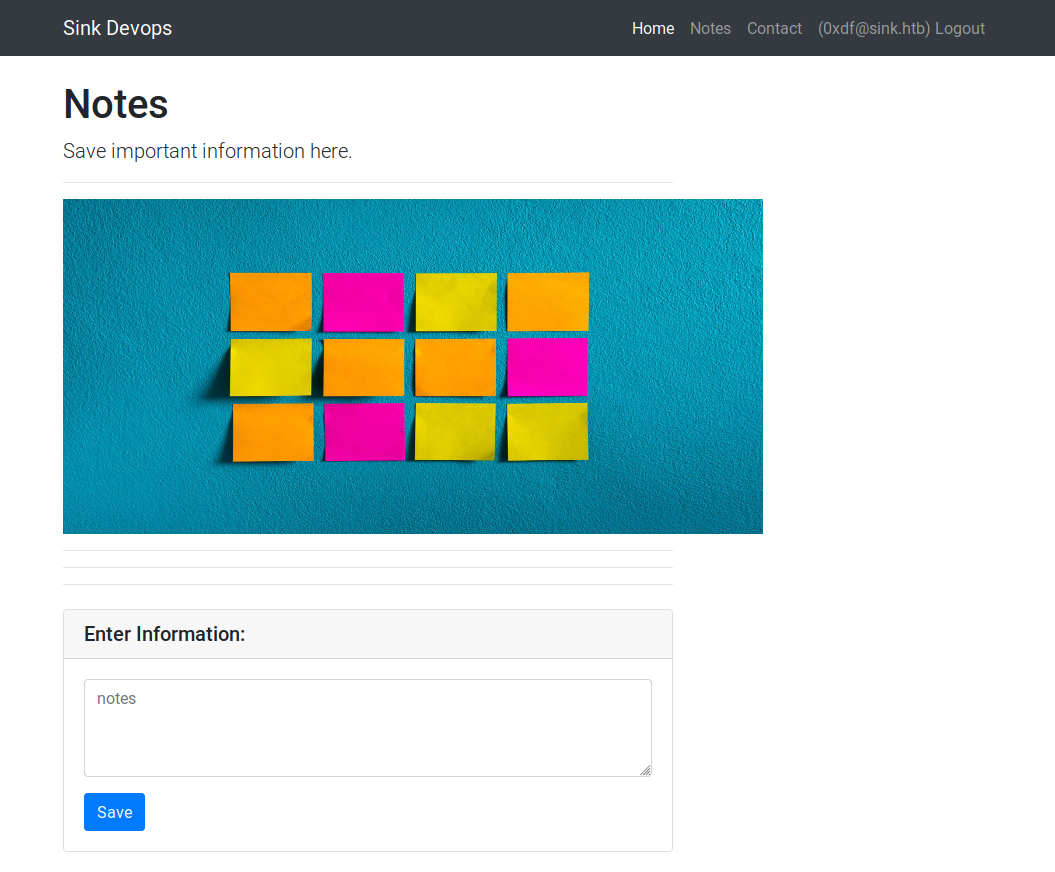 Sink Devops Home Notes Contact (0xdf@sink.htb) Logout
Notes
Save important information here.
Enter Information:
notes
Save